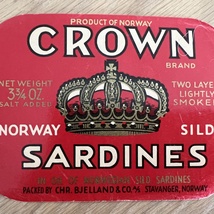 PRODUCT OF NORWAY
CROWN
BRAND
NET WEIGHT
3¾ OZ
SALT ADDED
TWO LAYER
LIGHTLY
SMOKED
NORWAY
SILD
SARDINES
SILD SARDINES
PACKED BY CHR. BJELLAND & CO. A/S STAVANGER, NORWAY